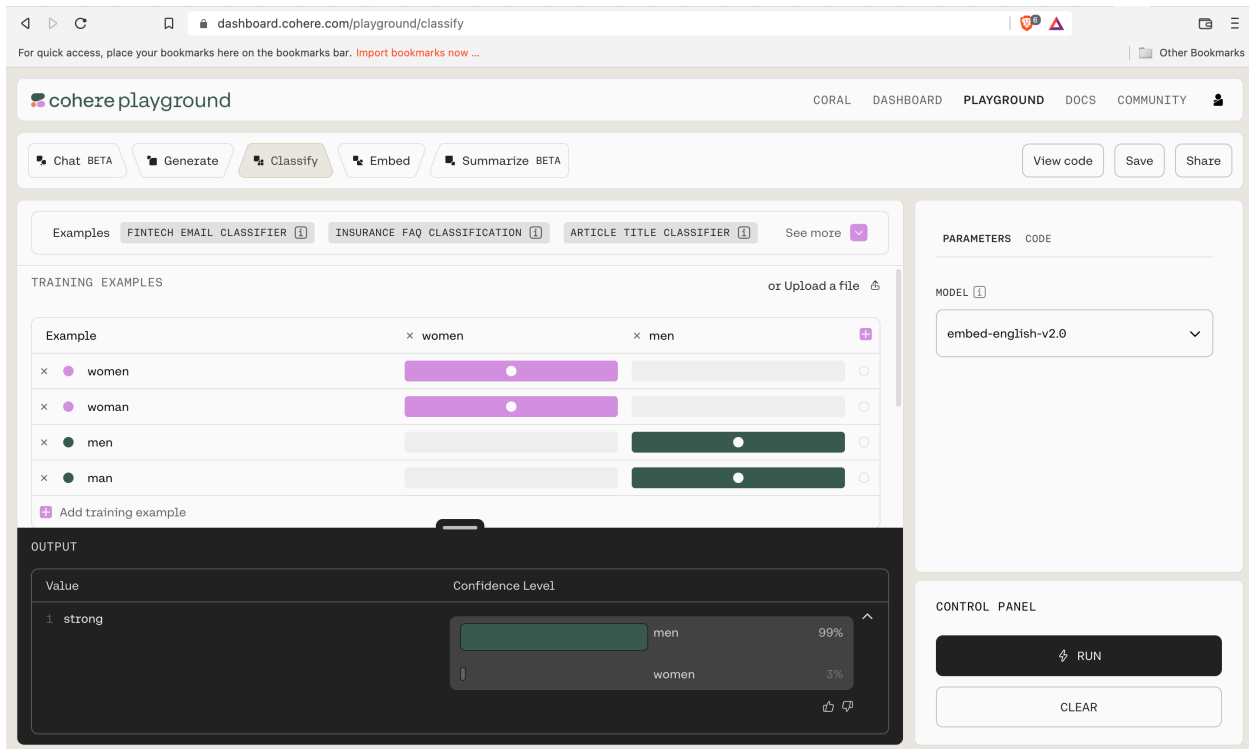 dashboard.cohere.com/playground/classify
6
For quick access, place your bookmarks here on the bookmarks bar. Import bookmarks now ...
Other Bookmarks
cohere playground
CORAL DASHBOARD PLAYGROUND DOCS COMMUNITY
Chat BETA
Generate
Classify
Embed
Summarize BETA
View code
Save
Share
Examples FINTECH EMAIL CLASSIFIER i INSURANCE FAQ CLASSIFICATION i ARTICLE TITLE CLASSIFIER i See more
TRAINING EXAMPLES
or Upload a file
Example × women × men
× women
× woman
× men
× man
Add training example
OUTPUT
Value Confidence Level
1 strong
men 99%
women 3%
PARAMETERS CODE
MODEL i
embed-english-v2.0
CONTROL PANEL
RUN
CLEAR